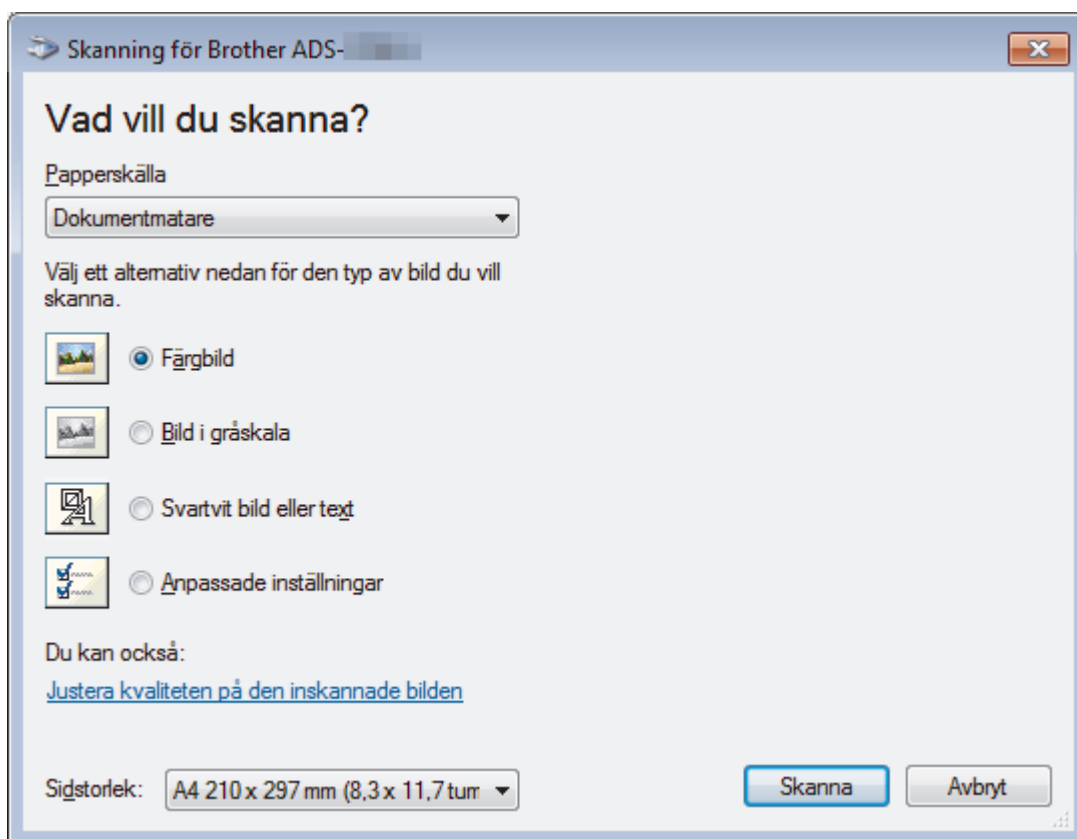 Skanning för Brother ADS-
Vad vill du skanna?
Papperskälla
Dokumentmatare
Välj ett alternativ nedan för den typ av bild du vill
skanna.
Färgbild
Bild i gråskala
Svartvit bild eller text
Anpassade inställningar
Du kan också:
Justera kvaliteten på den inskannade bilden
Sidstorlek:
A4 210 x 297 mm (8,3 x 11,7 tum
Skanna
Avbryt